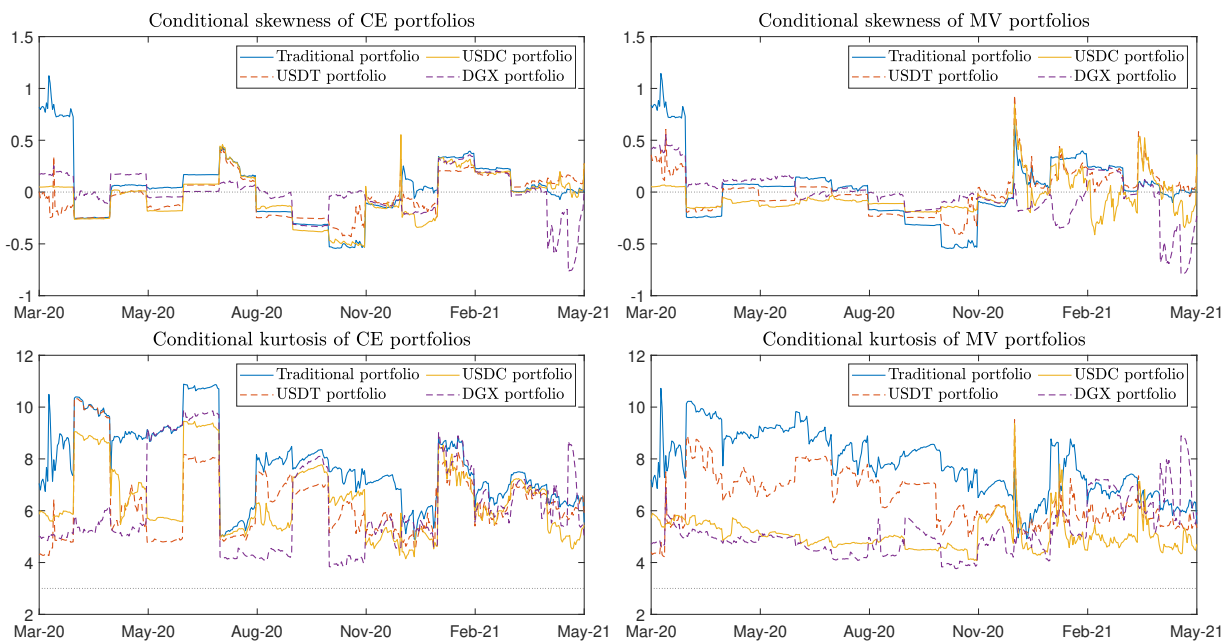 Conditional skewness of CE portfolios
1.5
1
0.5
0
-0.5
-1
Traditional portfolio
USDC portfolio
USDT portfolio
DGX portfolio
Mar-20
May-20
Aug-20
Nov-20
Feb-21
May-21
Conditional skewness of MV portfolios
1.5
1
0.5
0
-0.5
-1
Traditional portfolio
USDC portfolio
USDT portfolio
DGX portfolio
Mar-20
May-20
Aug-20
Nov-20
Feb-21
May-21
Conditional kurtosis of CE portfolios
12
10
8
6
4
2
Traditional portfolio
USDC portfolio
USDT portfolio
DGX portfolio
Mar-20
May-20
Aug-20
Nov-20
Feb-21
May-21
Conditional kurtosis of MV portfolios
12
10
8
6
4
2
Traditional portfolio
USDC portfolio
USDT portfolio
DGX portfolio
Mar-20
May-20
Aug-20
Nov-20
Feb-21
May-21